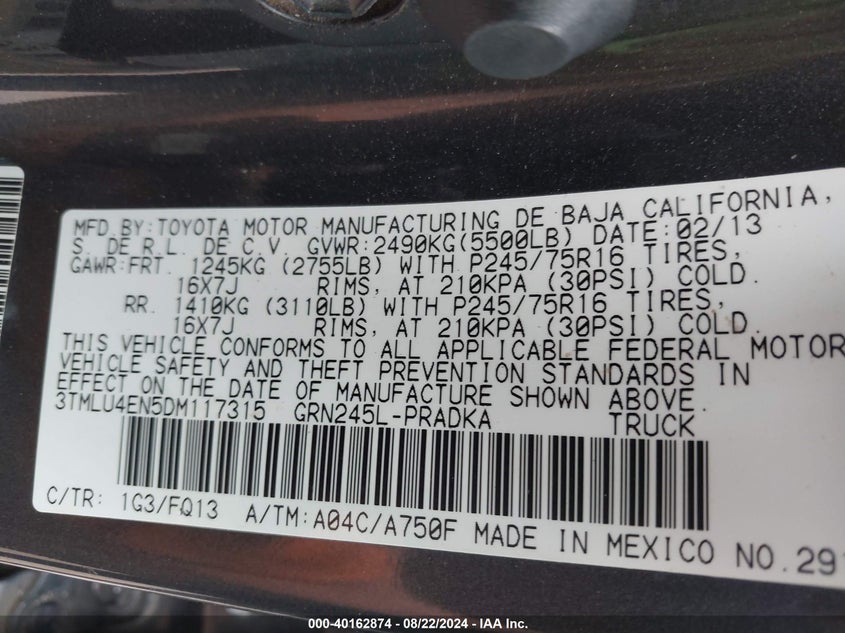 MFD.BY:TOYOTA MOTOR MANUFACTURING DE BAJA CALIFORNIA,
S. DE R.L. DE C.V. GVWR:2490KG(5500LB) DATE:02/13
GAWR:FRT. 1245KG (2755LB) WITH P245/75R16 TIRES,
16X7J RIMS, AT 210KPA (30PSI) COLD.
RR. 1410KG (3110LB) WITH P245/75R16 TIRES,
16X7J RIMS, AT 210KPA (30PSI) COLD.
THIS VEHICLE CONFORMS TO ALL APPLICABLE FEDERAL MOTOR
VEHICLE SAFETY AND THEFT PREVENTION STANDARDS IN
EFFECT ON THE DATE OF MANUFACTURE SHOWN ABOVE.
3TMLU4EN5DM117315 GRN245L-PRADKA TRUCK
C/TR: 1G3/FQ13 A/TM:A04C/A750F MADE IN MEXICO NO.29
000-40162874 - 08/22/2024 - IAA Inc.